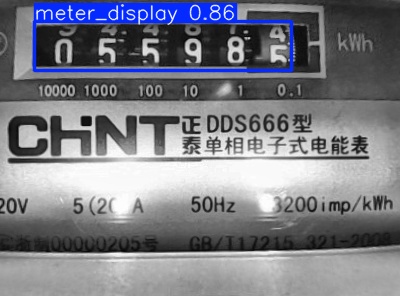 meter_display 0.86
0 5 5 9 8 5 kWh
10000 1000 100 10 1 0.1
CHNT 正泰 DDS666型
单相电子式电能表
20V 5(20)A 50Hz 3200imp/kWh
00000205号 GB/T17215.321-2008